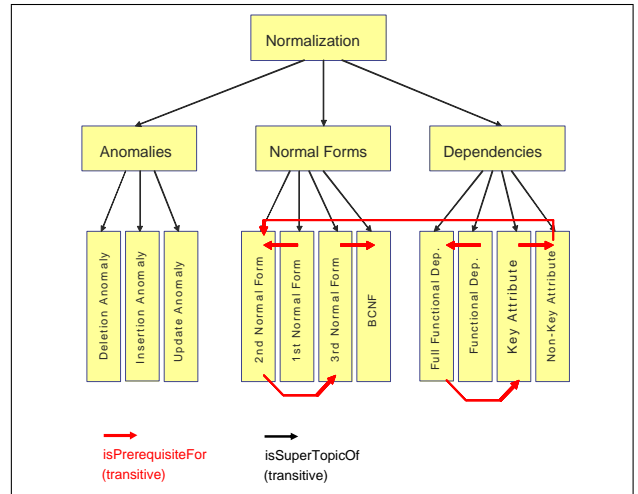 Normalization
Anomalies
Normal Forms
Dependencies
Deletion Anomaly
Insertion Anomaly
Update Anomaly
2nd Normal Form
1st Normal Form
3rd Normal Form
BCNF
Full Functional Dep.
Functional Dep.
Key Attribute
Non-Key Attribute
isPrerequisiteFor
(transitive)
isSuperTopicOf
(transitive)